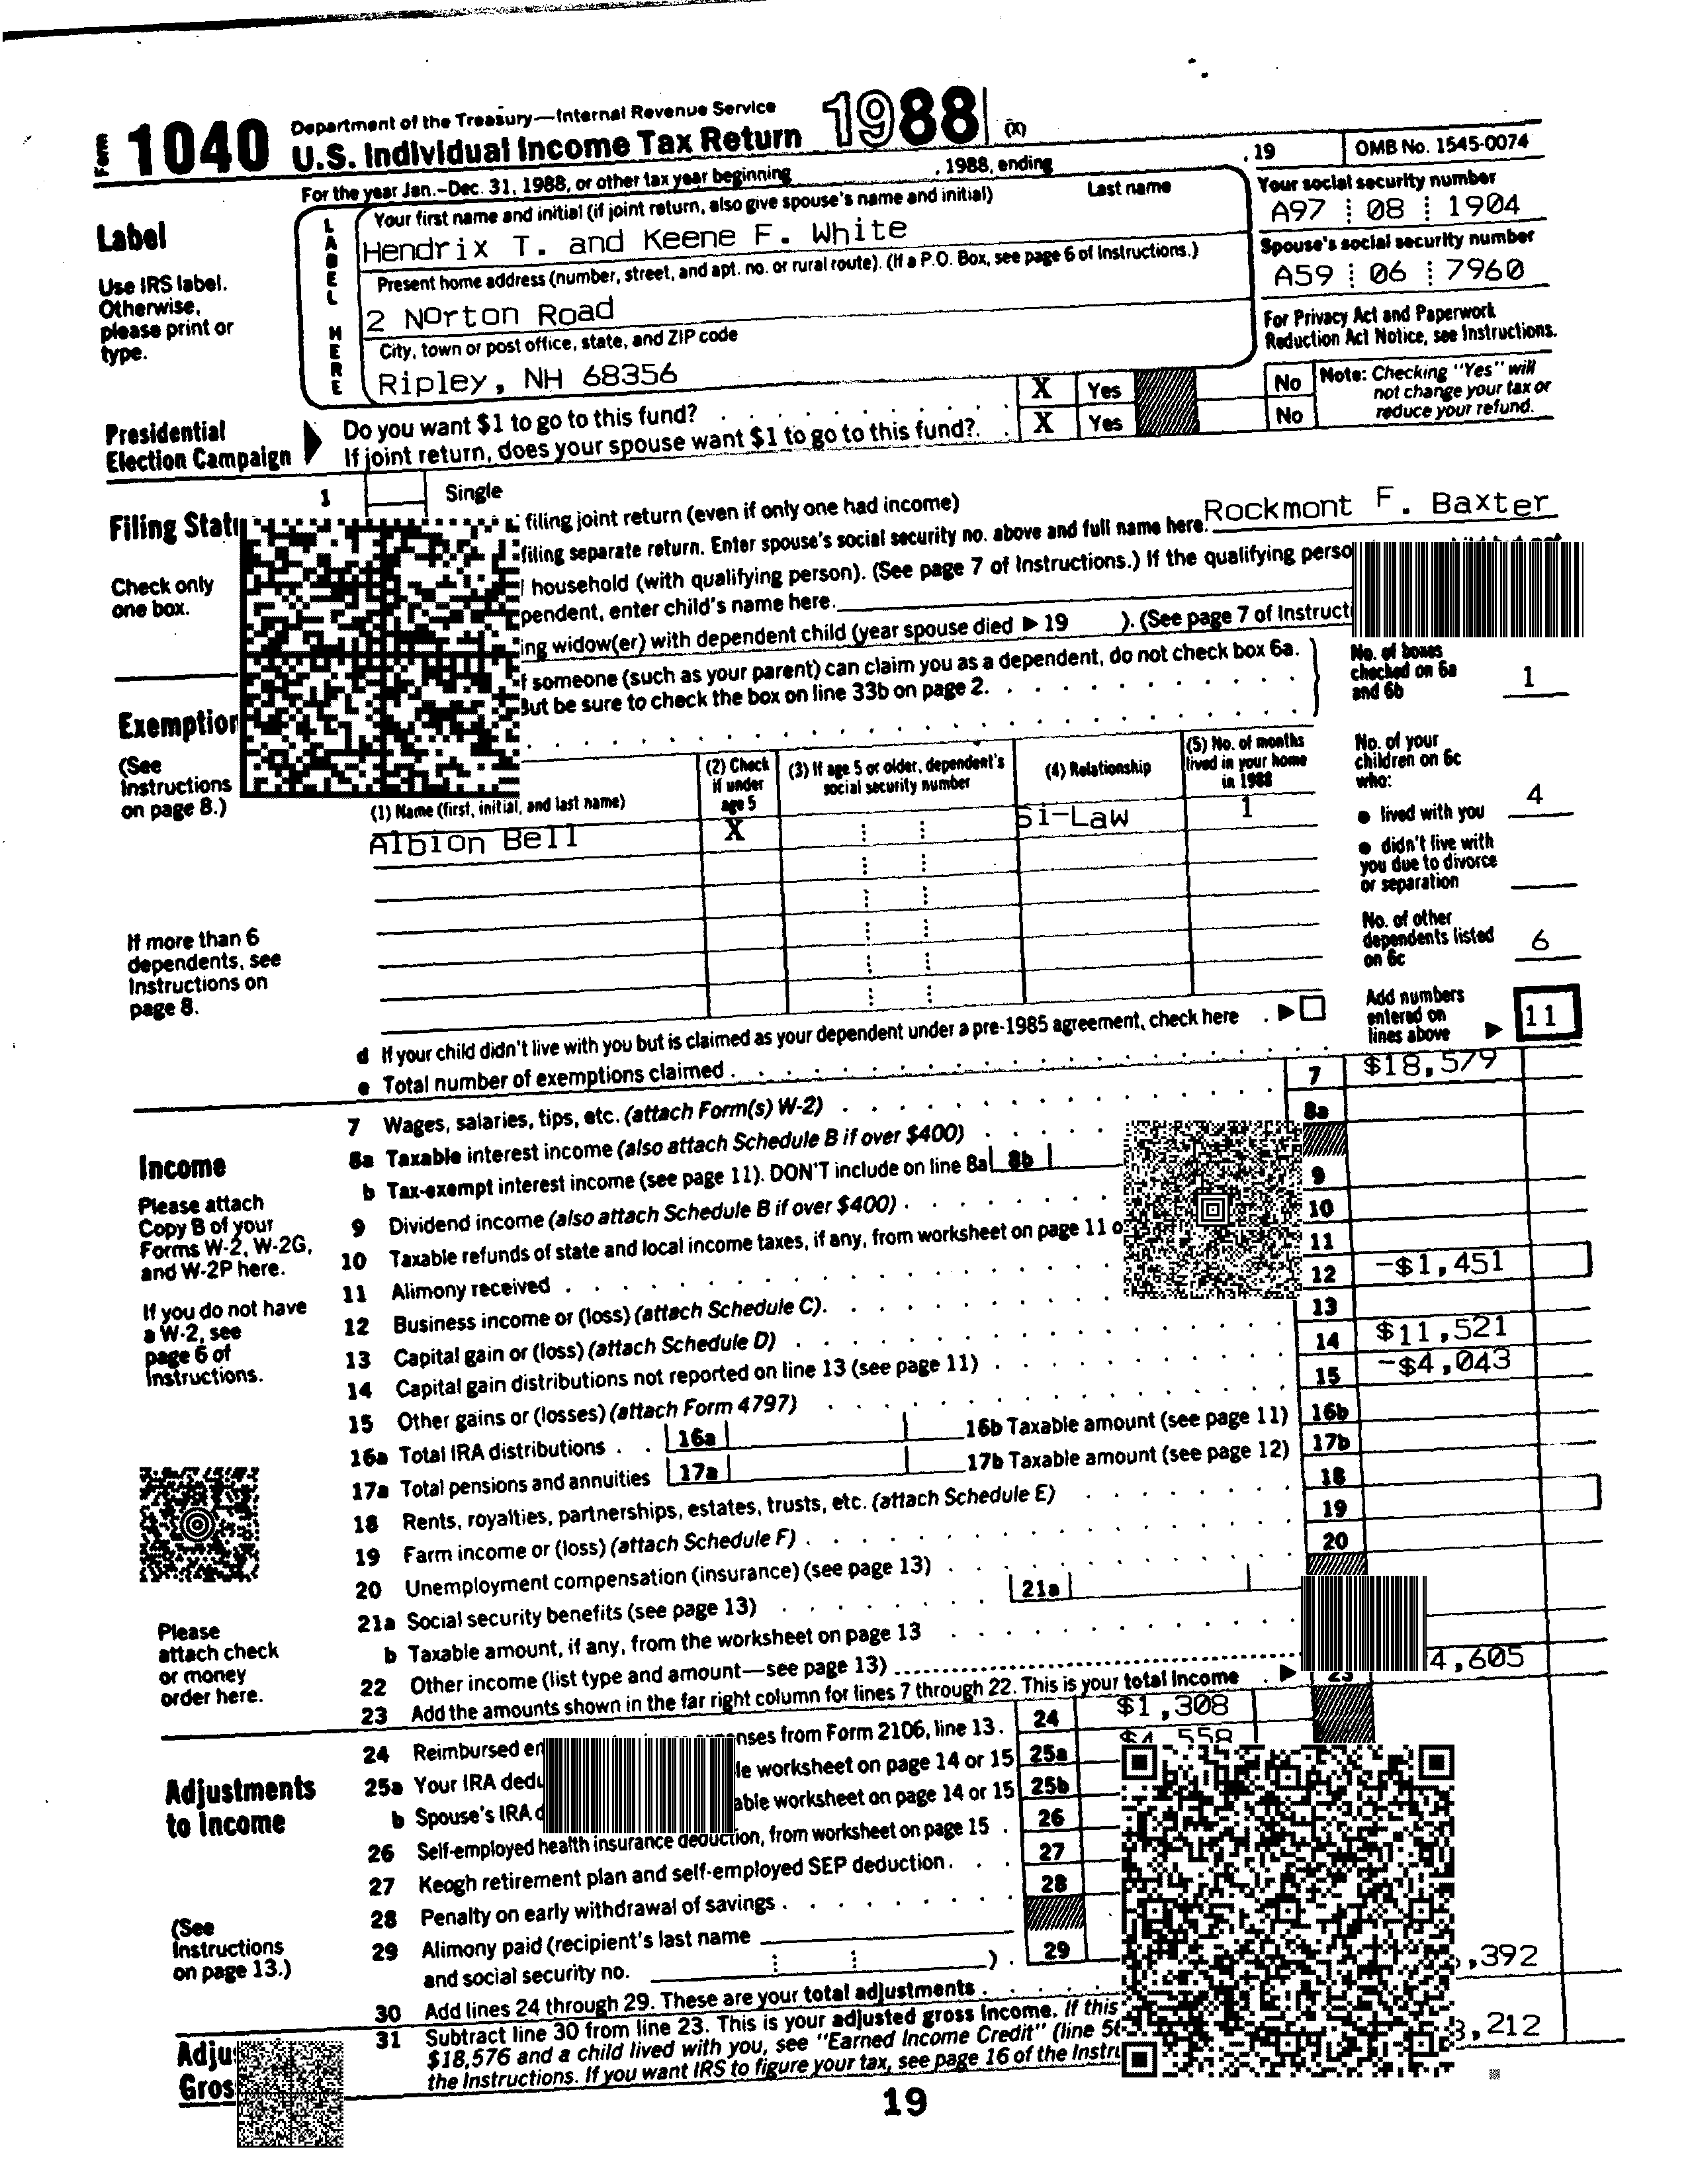 Form 1040 Department of the Treasury—Internal Revenue Service
U.S. Individual Income Tax Return 1988 (X)
For the year Jan.-Dec. 31, 1988, or other tax year beginning , 1988, ending , 19 OMB No. 1545-0074
Label
Use IRS label.
Otherwise,
please print or
type.
LABEL HERE
Your first name and initial (if joint return, also give spouse's name and initial) Last name
Hendrix T. and Keene F. White
Your social security number
A97 08 1904
Present home address (number, street, and apt. no. or rural route). (If a P.O. Box, see page 6 of Instructions.)
2 Norton Road
Spouse's social security number
A59 06 7960
City, town or post office, state, and ZIP code
Ripley, NH 68356
For Privacy Act and Paperwork
Reduction Act Notice, see Instructions.
Presidential
Election Campaign
Do you want $1 to go to this fund? X Yes No
If joint return, does your spouse want $1 to go to this fund? X Yes No
Note: Checking "Yes" will
not change your tax or
reduce your refund.
Filing
Check only
one box.
1 Single
filing joint return (even if only one had income)
filing separate return. Enter spouse's social security no. above and full name here. Rockmont F. Baxter
household (with qualifying person). (See page 7 of Instructions.) If the qualifying
enter child's name here.
widow(er) with dependent child (year spouse died ▶ 19 ). (See page 7 of
someone (such as your parent) can claim you as a dependent, do not check box 6a.
But be sure to check the box on line 33b on page 2.
(See
Instructions
on page 8.)
No. of boxes
checked on 6a
and 6b 1
(1) Name (first, initial, and last name)
(2) Check
if under
age 5
(3) If age 5 or older, dependent's
social security number
(4) Relationship
(5) No. of months
lived in your home
in 1988
Albion Bell X Si-Law 1
No. of your
children on 6c
who:
● lived with you 4
● didn't live with
you due to divorce
or separation
No. of other
dependents listed
on 6c 6
If more than 6
dependents, see
Instructions on
page 8.
d If your child didn't live with you but is claimed as your dependent under a pre-1985 agreement, check here ▶
e Total number of exemptions claimed
Add numbers
entered on
lines above ▶ 11
Income
Please attach
Copy B of your
Forms W-2, W-2G,
and W-2P here.
If you do not have
a W-2, see
page 6 of
Instructions.
7 Wages, salaries, tips, etc. (attach Form(s) W-2) 7 $18,579
8a Taxable interest income (also attach Schedule B if over $400) 8a
b Tax-exempt interest income (see page 11). DON'T include on line 8a 8b
9 Dividend income (also attach Schedule B if over $400) 9
10 Taxable refunds of state and local income taxes, if any, from worksheet on page 11 10
11 Alimony received 11
12 Business income or (loss) (attach Schedule C). 12 -$1,451
13 Capital gain or (loss) (attach Schedule D) 13
14 Capital gain distributions not reported on line 13 (see page 11) 14 $11,521
15 Other gains or (losses) (attach Form 4797) 15 -$4,043
16a Total IRA distributions 16a 16b Taxable amount (see page 11) 16b
17a Total pensions and annuities 17a 17b Taxable amount (see page 12) 17b
18 Rents, royalties, partnerships, estates, trusts, etc. (attach Schedule E) 18
19 Farm income or (loss) (attach Schedule F) 19
20 Unemployment compensation (insurance) (see page 13) 20
21a Social security benefits (see page 13) 21a
b Taxable amount, if any, from the worksheet on page 13
22 Other income (list type and amount—see page 13)
23 Add the amounts shown in the far right column for lines 7 through 22. This is your total income ▶ 23 4,605
Please
attach check
or money
order here.
Adjustments
to Income
(See
Instructions
on page 13.)
24 Reimbursed from Form 2106, line 13. 24 $1,308
25a Your IRA worksheet on page 14 or 15 25a $4,558
b Spouse's IRA worksheet on page 14 or 15 25b
26 Self-employed health insurance deduction, from worksheet on page 15 26
27 Keogh retirement plan and self-employed SEP deduction 27
28 Penalty on early withdrawal of savings 28
29 Alimony paid (recipient's last name
and social security no. ). 29
30 Add lines 24 through 29. These are your total adjustments ,392
31 Subtract line 30 from line 23. This is your adjusted gross income. If this
$18,576 and a child lived with you, see "Earned Income Credit" (line
the Instructions. If you want IRS to figure your tax, see page 16 of the ,212
19